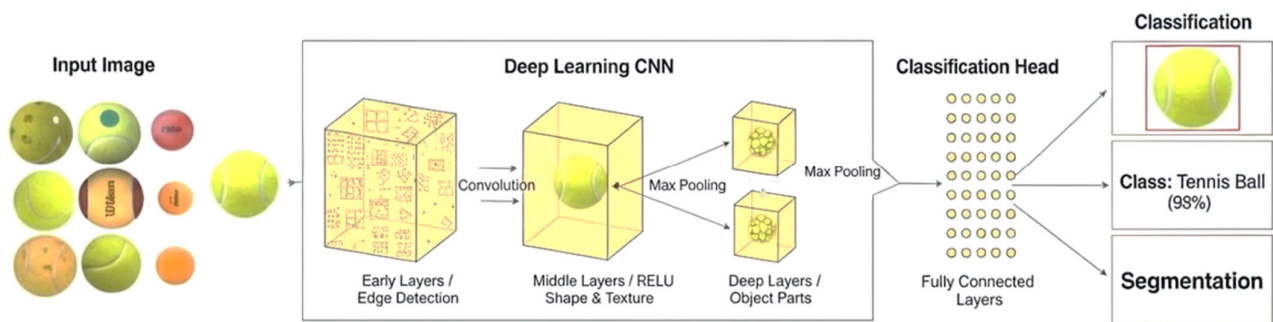 Input Image
Wilson
Deep Learning CNN
Convolution
Max Pooling
Max Pooling
Early Layers /
Edge Detection
Middle Layers / RELU
Shape & Texture
Deep Layers /
Object Parts
Classification Head
Fully Connected
Layers
Classification
Class: Tennis Ball
(98%)
Segmentation